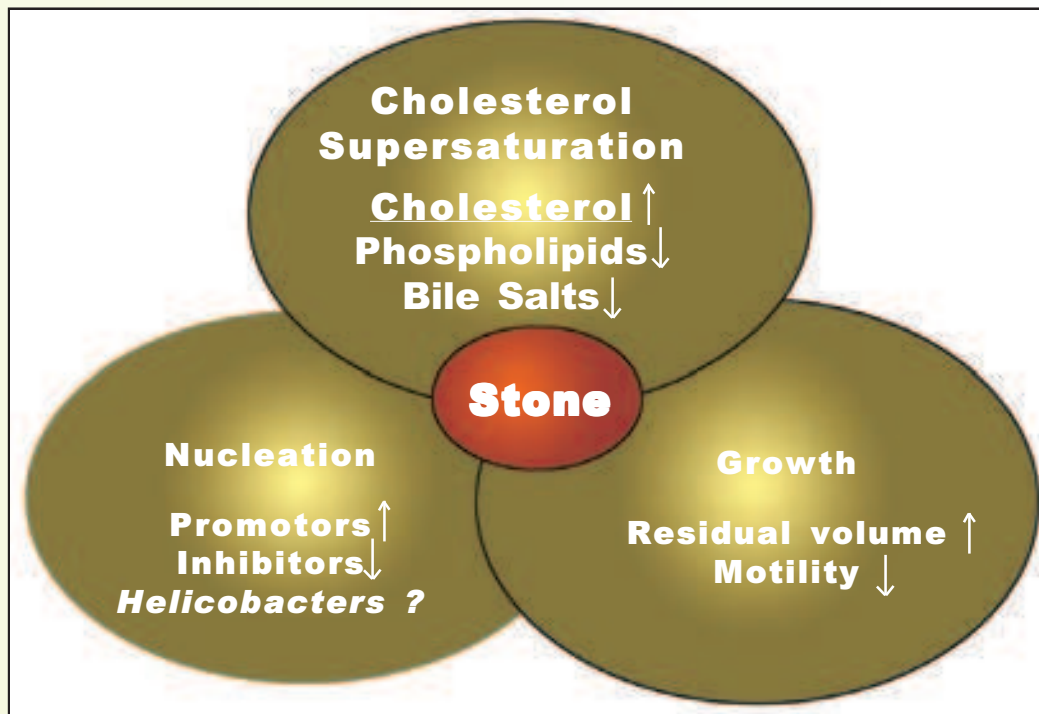 Cholesterol
Supersaturation
Cholesterol ↑
Phospholipids ↓
Bile Salts ↓
Stone
Nucleation
Promotors ↑
Inhibitors ↓
Helicobacters ?
Growth
Residual volume ↑
Motility ↓